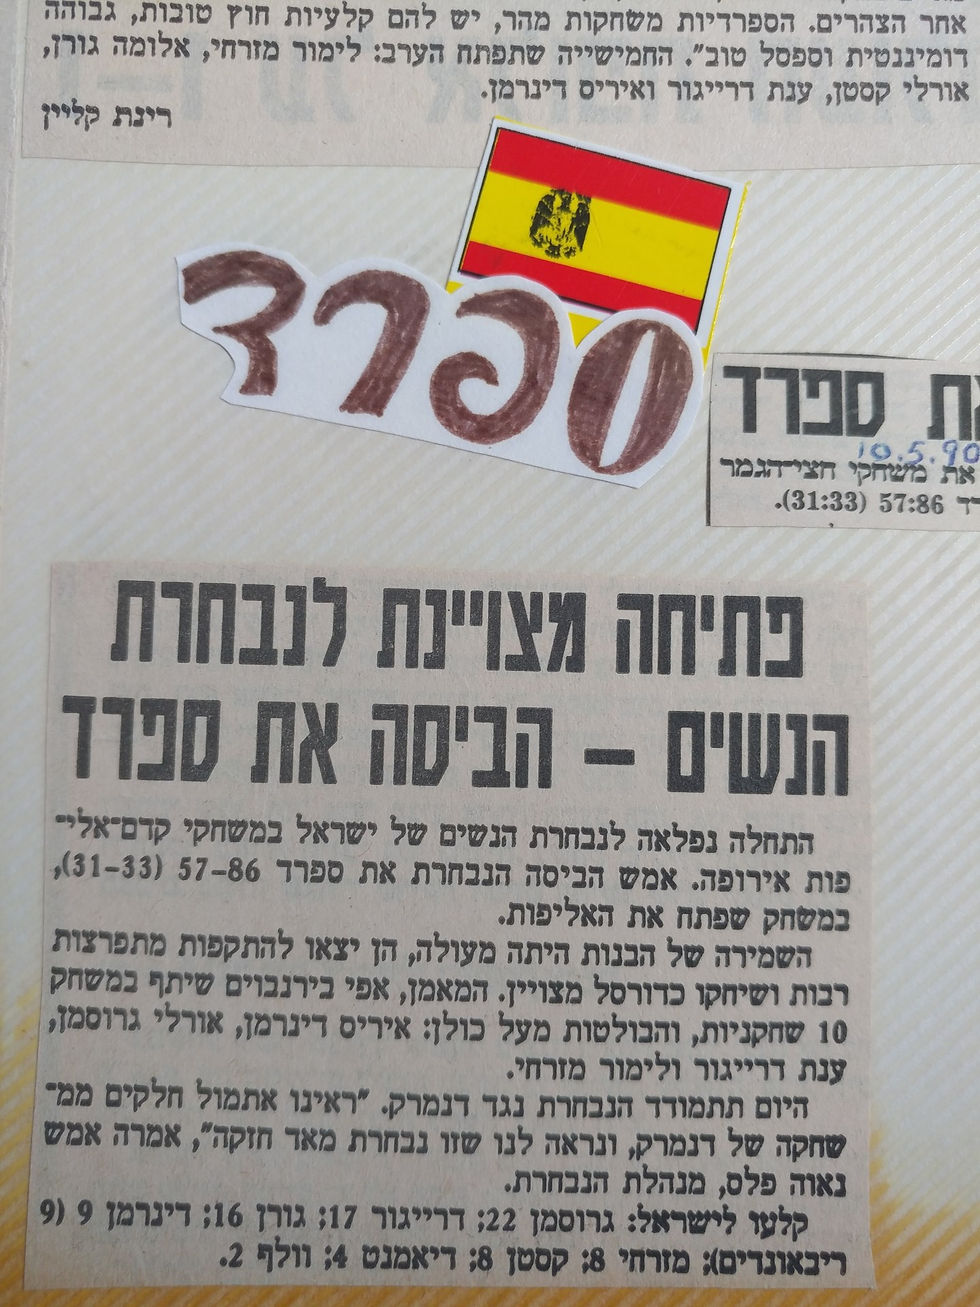 אחר הצהרים. הספרדיות משחקות מהר, יש להם קלעיות חוץ טובות, גבוהה
דומיננטית וספסל טוב". החמישייה שתפתח הערב: לימור מזרחי, אלומה גורן,
אורלי קסטן, ענת דרייגור ואיריס דינרמן.
רינת קליין
ספרד
את ספרד
10.5.90
את משחקי חצי־הגמר
רד 57:86 (31:33).
פתיחה מצויינת לנבחרת
הנשים – הביסה את ספרד
התחלה נפלאה לנבחרת הנשים של ישראל במשחקי קדם־אלי־
פות אירופה. אמש הביסה הנבחרת את ספרד 57–86 (31–33),
במשחק שפתח את האליפות.
השמירה של הבנות היתה מעולה, הן יצאו להתקפות מתפרצות
רבות ושיחקו כדורסל מצויין. המאמן, אפי בירנבוים שיתף במשחק
10 שחקניות, והבולטות מעל כולן: איריס דינרמן, אורלי גרוסמן,
ענת דרייגור ולימור מזרחי.
היום תתמודד הנבחרת נגד דנמרק. "ראינו אתמול חלקים ממ־
שחקה של דנמרק, ונראה לנו שזו נבחרת מאד חזקה", אמרה אמש
נאוה פלס, מנהלת הנבחרת.
קלעו לישראל: גרוסמן 22; דרייגור 17; גורן 16; דינרמן 9 (9
ריבאונדים); מזרחי 8; קסטן 8; דיאמנט 4; וולף 2.